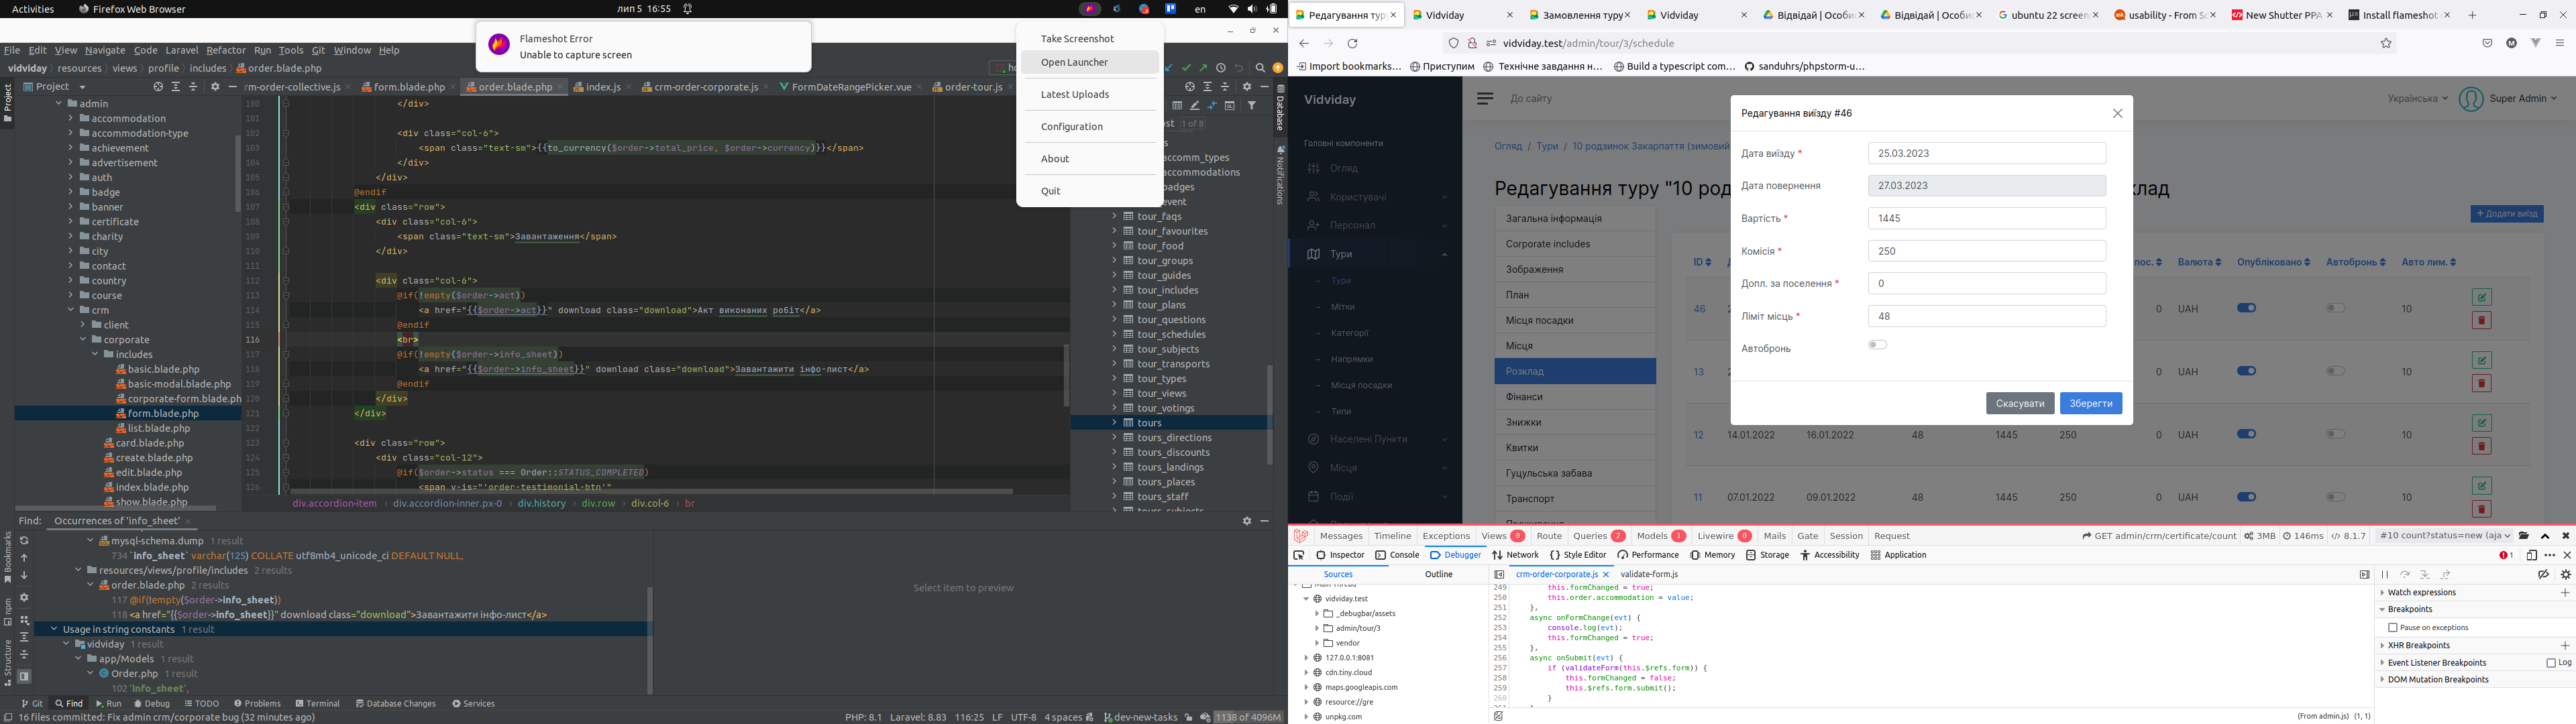 Activities
Firefox Web Browser
лип 5 16:55
en
Flameshot Error
Unable to capture screen
Take Screenshot
Open Launcher
Latest Uploads
Configuration
About
Quit
File Edit View Navigate Code Laravel Refactor Run Tools Git Window Help
vidviday › resources › views › profile › includes › order.blade.php
Project
rm-order-collective.js
form.blade.php
order.blade.php
index.js
crm-order-corporate.js
FormDateRangePicker.vue
order-tour.js
Project
Bookmarks
npm
Structure
Database
Notifications
admin
accommodation
accommodation-type
achievement
advertisement
auth
badge
banner
certificate
charity
city
contact
country
course
crm
client
corporate
includes
basic.blade.php
basic-modal.blade.php
corporate-form.blade.ph
form.blade.php
list.blade.php
card.blade.php
create.blade.php
edit.blade.php
index.blade.php
show.blade.php
100 </div>
101
102 <div class="col-6">
103 <span class="text-sm">{{to_currency($order->total_price, $order->currency)}}</span>
104 </div>
105 </div>
106 @endif
107 <div class="row">
108 <div class="col-6">
109 <span class="text-sm">Завантаження</span>
110 </div>
111
112 <div class="col-6">
113 @if(!empty($order->act))
114 <a href="{{$order->act}}" download class="download">Акт виконаних робіт</a>
115 @endif
116 <br>
117 @if(!empty($order->info_sheet))
118 <a href="{{$order->info_sheet}}" download class="download">Завантажити інфо-лист</a>
119 @endif
120 </div>
121 </div>
122
123 <div class="row">
124 <div class="col-12">
125 @if($order->status === Order::STATUS_COMPLETED)
126 <span v-is="'order-testimonial-btn'"
div.accordion-item › div.accordion-inner.px-0 › div.history › div.row › div.col-6 › br
1 of 8
tour_faqs
tour_favourites
tour_food
tour_groups
tour_guides
tour_includes
tour_plans
tour_questions
tour_schedules
tour_subjects
tour_transports
tour_types
tour_views
tour_votings
tours
tours_directions
tours_discounts
tours_landings
tours_places
tours_staff
tours_subjects
Find: Occurrences of 'info_sheet'
mysql-schema.dump 1 result
734 `info_sheet` varchar(125) COLLATE utf8mb4_unicode_ci DEFAULT NULL,
resources/views/profile/includes 2 results
order.blade.php 2 results
117 @if(!empty($order->info_sheet))
118 <a href="{{$order->info_sheet}}" download class="download">Завантажити інфо-лист</a>
Usage in string constants 1 result
vidviday 1 result
app/Models 1 result
Order.php 1 result
102 'info_sheet',
Select item to preview
Git Find Run Debug TODO Problems Terminal Database Changes Services
16 files committed: Fix admin crm/corporate bug (32 minutes ago)
PHP: 8.1 Laravel: 8.83 116:25 LF UTF-8 4 spaces dev-new-tasks 1138 of 4096M
Редагування тур
Vidviday
Замовлення туру
Vidviday
Відвідай | Особис
Відвідай | Особис
ubuntu 22 screen
usability - From Sc
New Shutter PPA
Install flameshot
vidviday.test/admin/tour/3/schedule
Import bookmarks...
Приступим
Технічне завдання н...
Build a typescript com...
sanduhrs/phpstorm-u...
Vidviday
До сайту
Українська
Super Admin
Головні компоненти
Огляд
Користувачі
Персонал
Тури
Тури
Мітки
Категорії
Напрямки
Місця посадки
Типи
Населені Пункти
Місця
Події
Огляд / Тури / 10 родзинок Закарпаття (зимовий
Редагування туру "10 род
лад
Загальна інформація
Corporate includes
Зображення
План
Місця посадки
Місця
Розклад
Фінанси
Знижки
Квитки
Гуцульська забава
Транспорт
Проживання
+ Додати виїзд
ID
пос. Валюта Опубліковано Автобронь Авто лим.
46 0 UAH 10
13 0 UAH 10
12 14.01.2022 16.01.2022 48 1445 250 0 UAH 10
11 07.01.2022 09.01.2022 48 1445 250 0 UAH 10
Редагування виїзду #46
Дата виїзду * 25.03.2023
Дата повернення 27.03.2023
Вартість * 1445
Комісія * 250
Допл. за поселення * 0
Ліміт місць * 48
Автобронь
Скасувати Зберегти
Messages Timeline Exceptions Views 0 Route Queries 2 Models 1 Livewire 0 Mails Gate Session Request
GET admin/crm/certificate/count 3MB 146ms 8.1.7 #10 count?status=new (aja
Inspector Console Debugger Network Style Editor Performance Memory Storage Accessibility Application
1
Sources Outline
crm-order-corporate.js
validate-form.js
Main Thread
vidviday.test
_debugbar/assets
admin/tour/3
vendor
127.0.0.1:8081
cdn.tiny.cloud
maps.googleapis.com
resource://gre
unpkg.com
249 this.formChanged = true;
250 this.order.accommodation = value;
251 },
252 async onFormChange(evt) {
253 console.log(evt);
254 this.formChanged = true;
255 },
256 async onSubmit(evt) {
257 if (validateForm(this.$refs.form)) {
258 this.formChanged = false;
259 this.$refs.form.submit();
260 }
(From admin.js) (1, 1)
Watch expressions
Breakpoints
Pause on exceptions
XHR Breakpoints
Event Listener Breakpoints Log
DOM Mutation Breakpoints